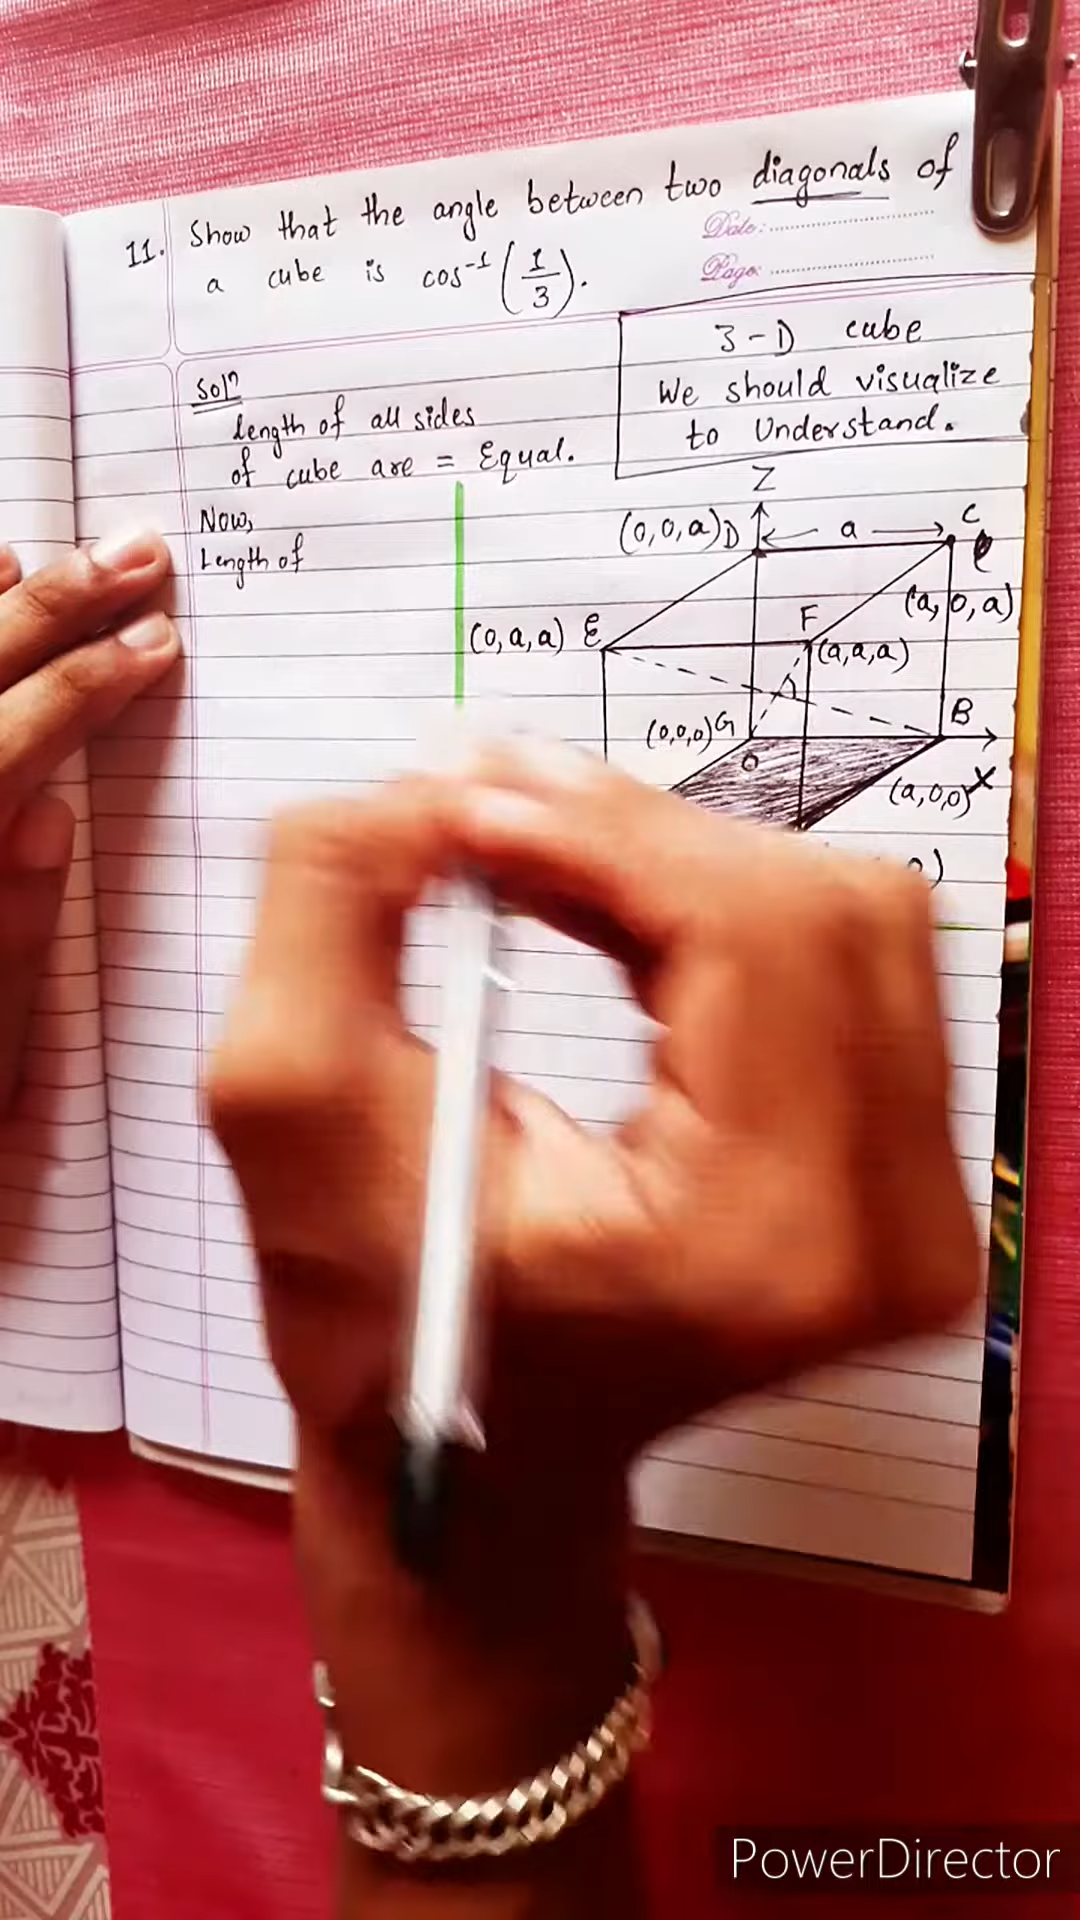 11. Show that the angle between two diagonals of
Date:
a cube is cos⁻¹(1/3).
Page:
3-D cube
We should visualize
to Understand.
Solⁿ
Length of all sides
of cube are = Equal.
Now,
Length of
Z
(0,0,a) D a C
(a,0,a)
(0,a,a) E F
(a,a,a)
(0,0,0) G B
O
(a,0,0) X
PowerDirector